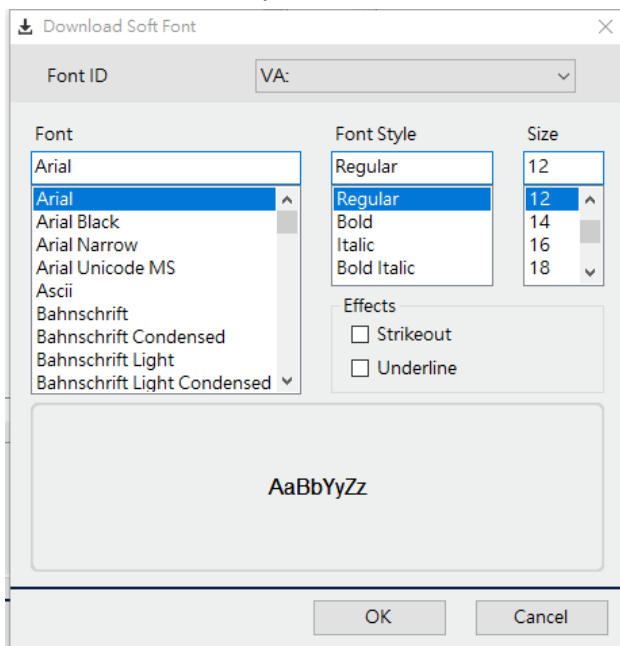 Download Soft Font
Font ID
VA:
Font
Arial
Arial
Arial Black
Arial Narrow
Arial Unicode MS
Ascii
Bahnschrift
Bahnschrift Condensed
Bahnschrift Light
Bahnschrift Light Condensed
Font Style
Regular
Regular
Bold
Italic
Bold Italic
Size
12
12
14
16
18
Effects
Strikeout
Underline
AaBbYyZz
OK
Cancel